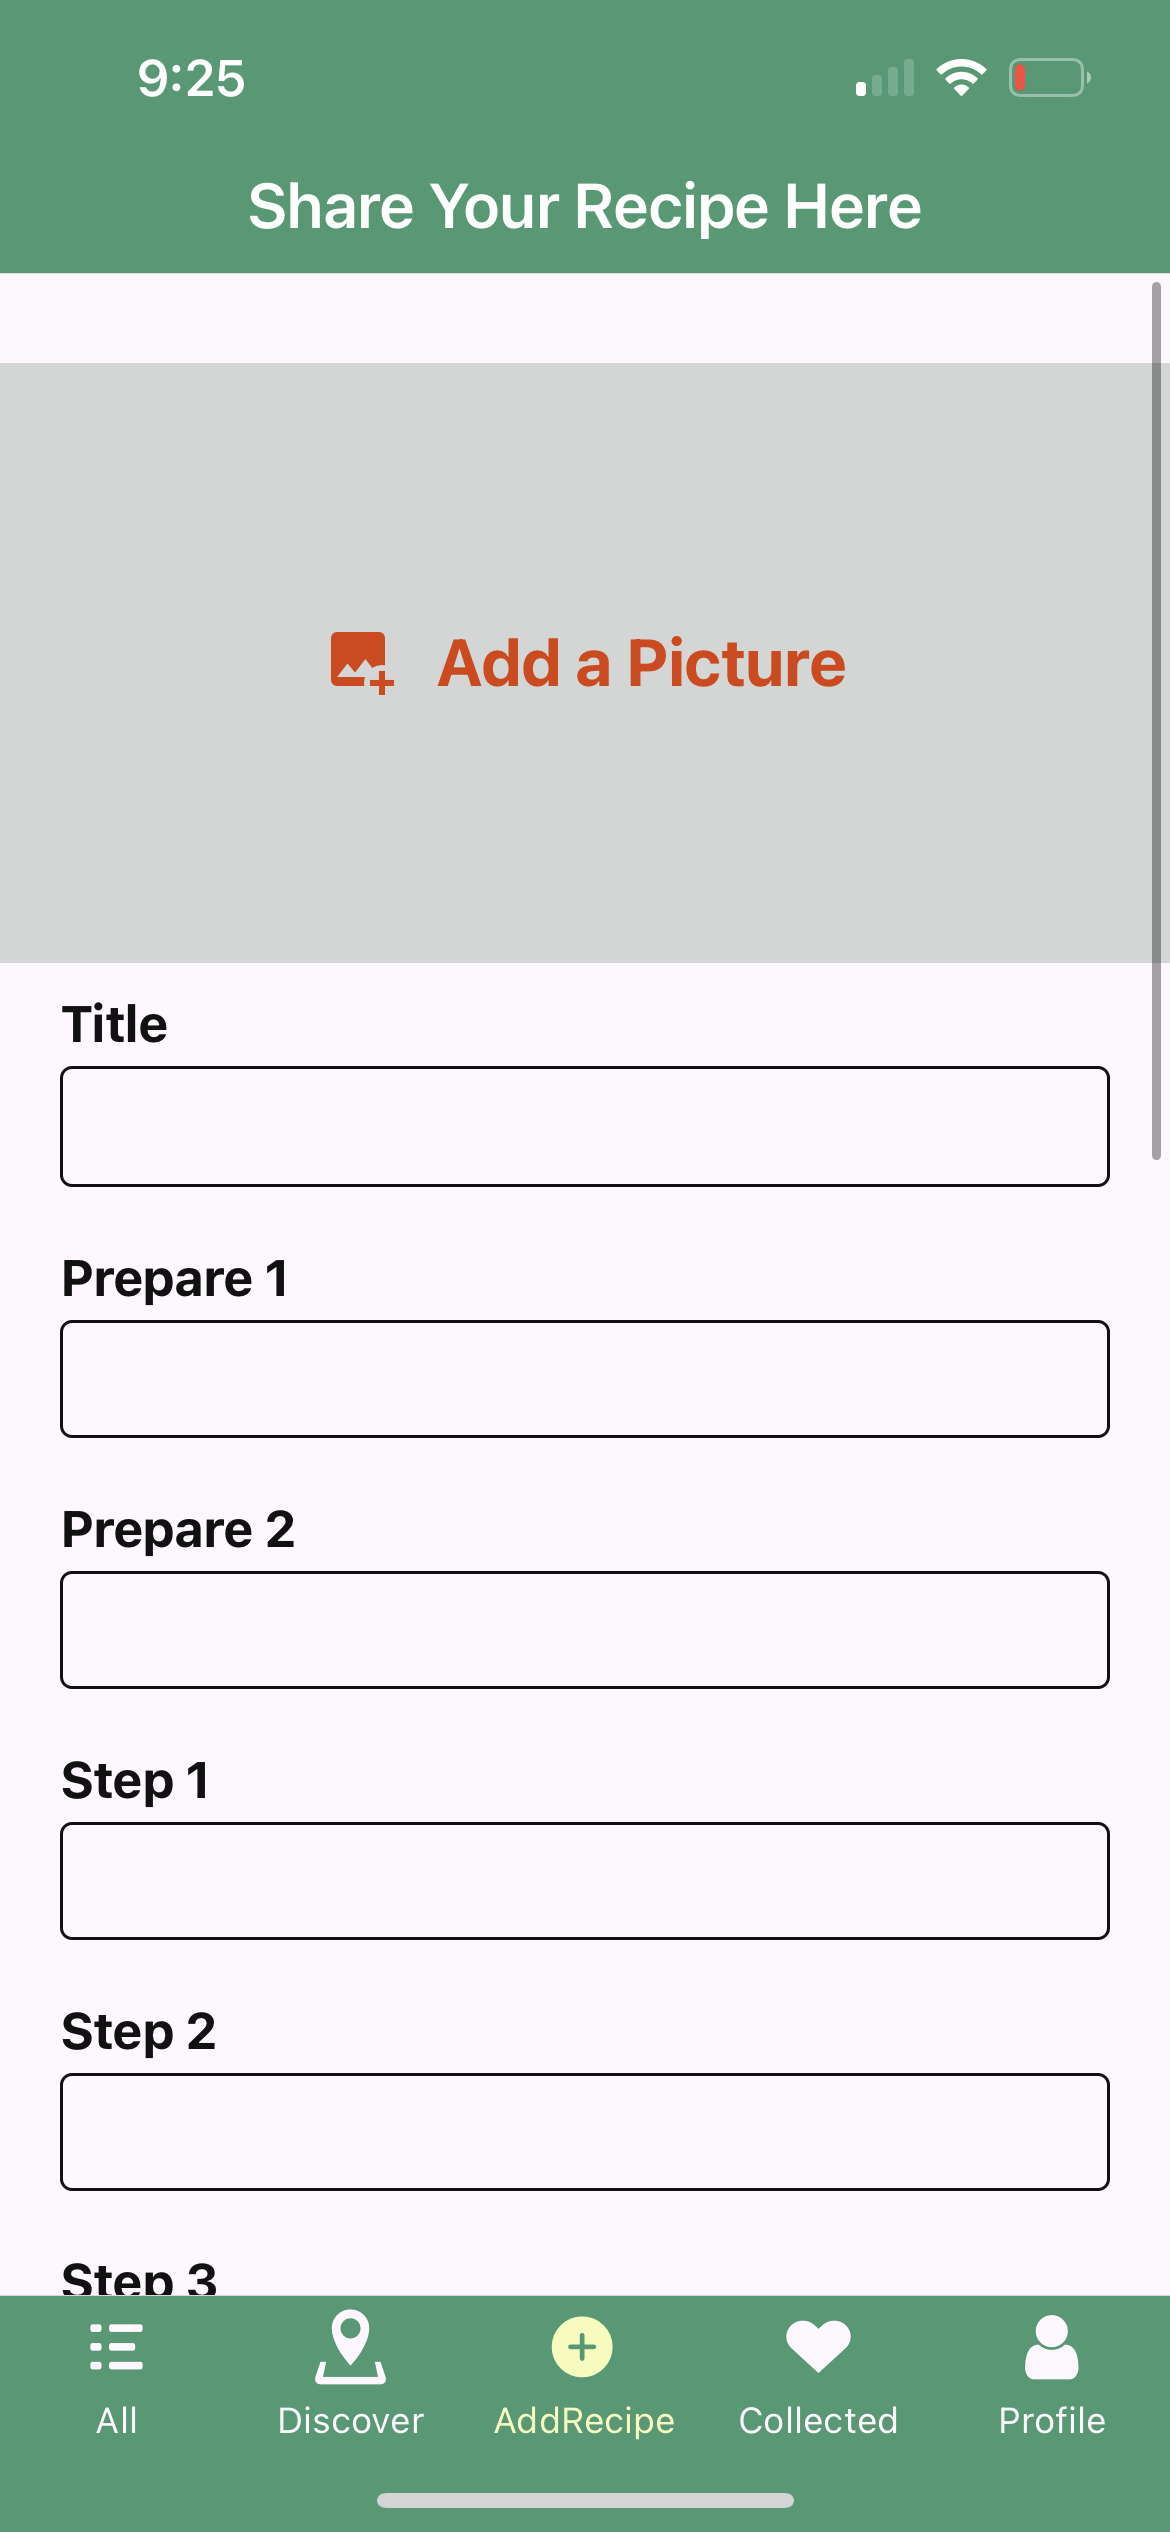 9:25
Share Your Recipe Here
Add a Picture
Title
Prepare 1
Prepare 2
Step 1
Step 2
Step 3
All
Discover
AddRecipe
Collected
Profile